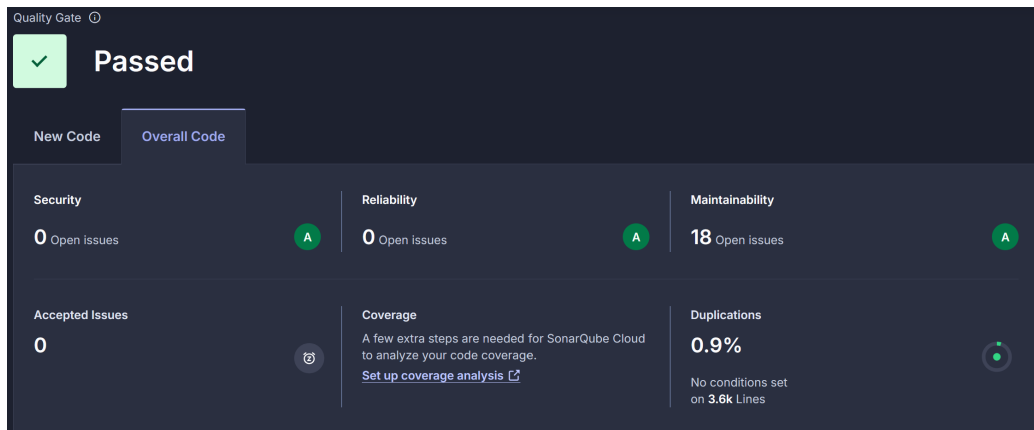 Quality Gate
Passed
New Code
Overall Code
Security
0 Open issues
A
Reliability
0 Open issues
A
Maintainability
18 Open issues
A
Accepted Issues
0
Coverage
A few extra steps are needed for SonarQube Cloud
to analyze your code coverage.
Set up coverage analysis
Duplications
0.9%
No conditions set
on 3.6k Lines